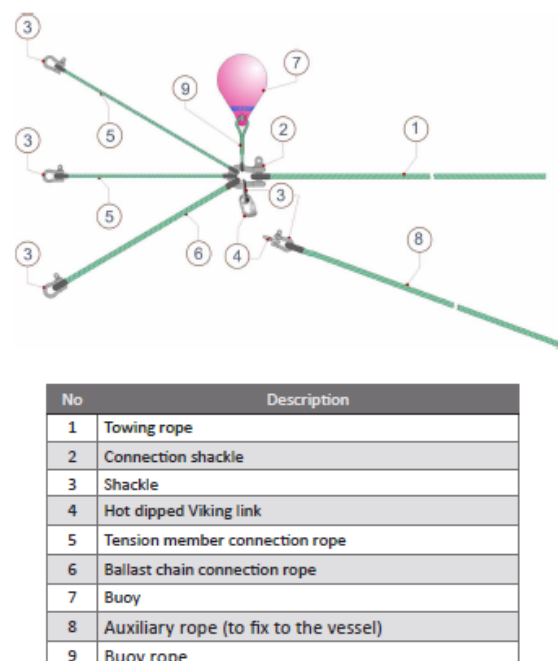 3
7
9
5
2
1
3
5
3
6
4
8
3
No Description
1 Towing rope
2 Connection shackle
3 Shackle
4 Hot dipped Viking link
5 Tension member connection rope
6 Ballast chain connection rope
7 Buoy
8 Auxiliary rope (to fix to the vessel)
9 Buoy rope